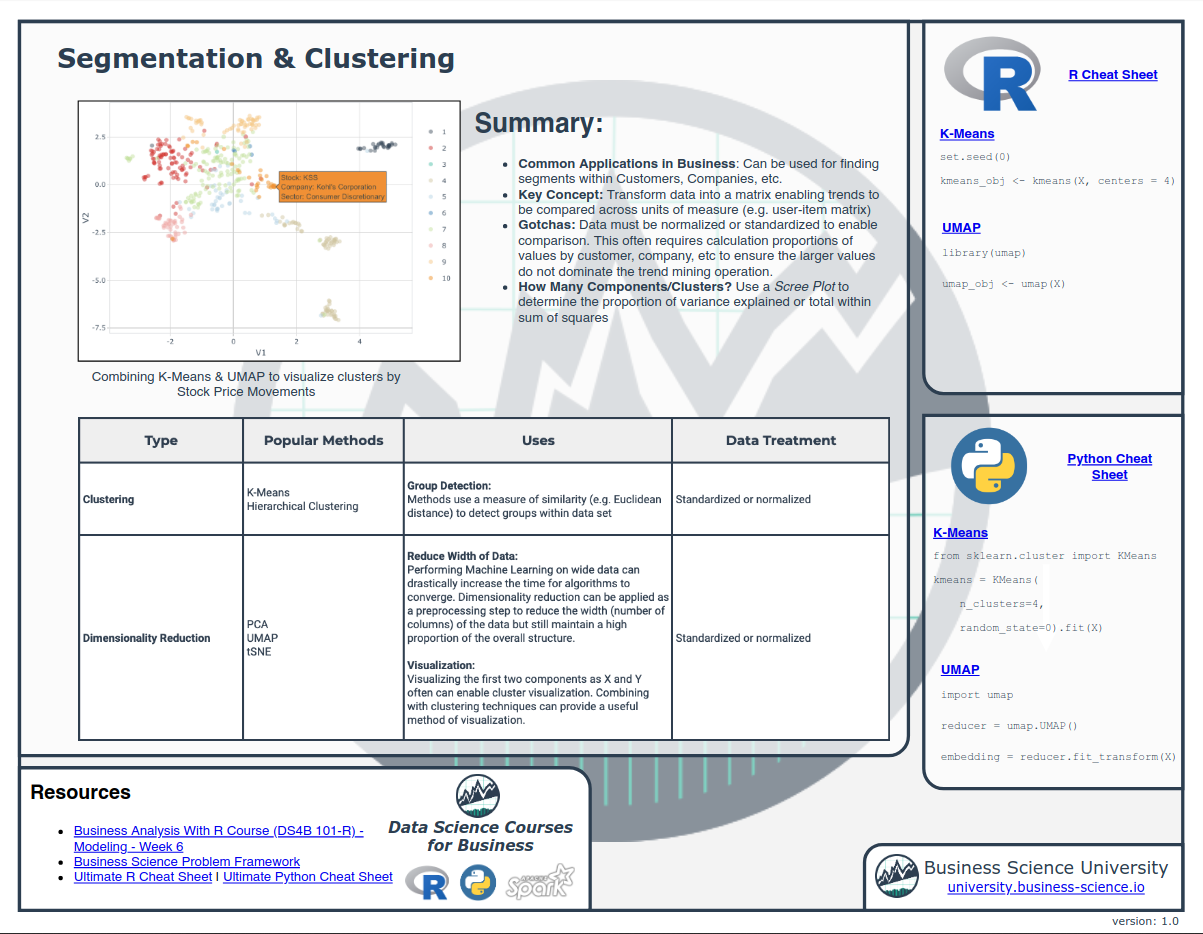 Segmentation & Clustering
2.5
0.0
-2.5
-5.0
-7.5
V2
-2
0
2
4
V1
Stock: KSS
Company: Kohl's Corporation
Sector: Consumer Discretionary
1
2
3
4
5
6
7
8
9
10
Combining K-Means & UMAP to visualize clusters by
Stock Price Movements
Summary:
• Common Applications in Business: Can be used for finding
segments within Customers, Companies, etc.
• Key Concept: Transform data into a matrix enabling trends to
be compared across units of measure (e.g. user-item matrix)
• Gotchas: Data must be normalized or standardized to enable
comparison. This often requires calculation proportions of
values by customer, company, etc to ensure the larger values
do not dominate the trend mining operation.
• How Many Components/Clusters? Use a Scree Plot to
determine the proportion of variance explained or total within
sum of squares
Type Popular Methods Uses Data Treatment
Clustering
K-Means
Hierarchical Clustering
Group Detection:
Methods use a measure of similarity (e.g. Euclidean
distance) to detect groups within data set
Standardized or normalized
Dimensionality Reduction
PCA
UMAP
tSNE
Reduce Width of Data:
Performing Machine Learning on wide data can
drastically increase the time for algorithms to
converge. Dimensionality reduction can be applied as
a preprocessing step to reduce the width (number of
columns) of the data but still maintain a high
proportion of the overall structure.
Visualization:
Visualizing the first two components as X and Y
often can enable cluster visualization. Combining
with clustering techniques can provide a useful
method of visualization.
Standardized or normalized
R
R Cheat Sheet
K-Means
set.seed(0)
kmeans_obj <- kmeans(X, centers = 4)
UMAP
library(umap)
umap_obj <- umap(X)
Python Cheat
Sheet
K-Means
from sklearn.cluster import KMeans
kmeans = KMeans(
n_clusters=4,
random_state=0).fit(X)
UMAP
import umap
reducer = umap.UMAP()
embedding = reducer.fit_transform(X)
Resources
• Business Analysis With R Course (DS4B 101-R) -
Modeling - Week 6
• Business Science Problem Framework
• Ultimate R Cheat Sheet | Ultimate Python Cheat Sheet
Data Science Courses
for Business
R
APACHE
Spark
Business Science University
university.business-science.io
version: 1.0